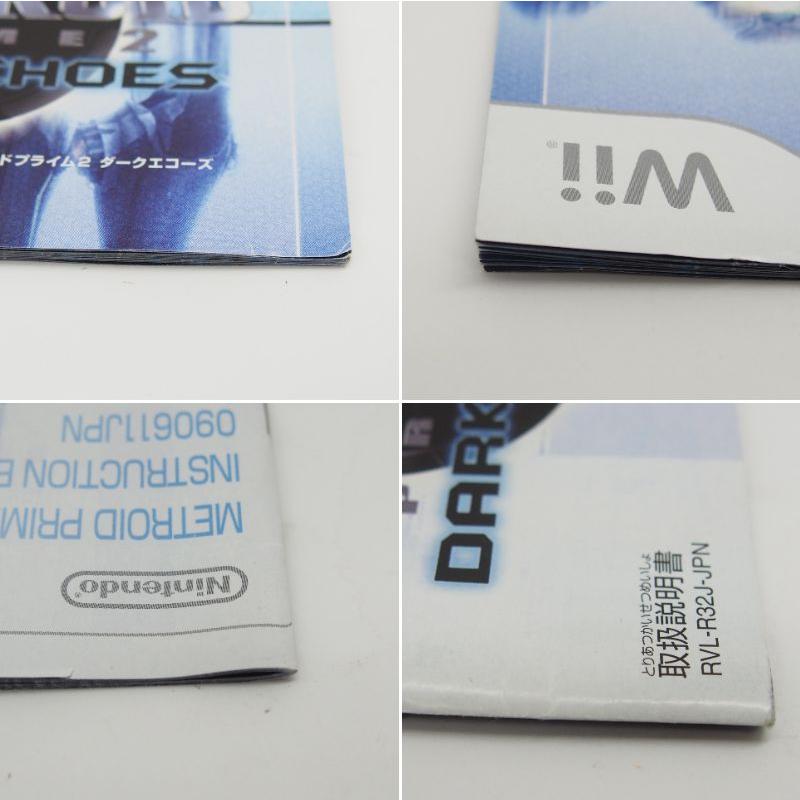 ME 2
ECHOES
ドプライム2 ダークエコーズ
Wii
METROID PRIM
INSTRUCTION B
090611JPN
Nintendo
DARK
とりあつかいせつめいしょ
取扱説明書
RVL-R32J-JPN